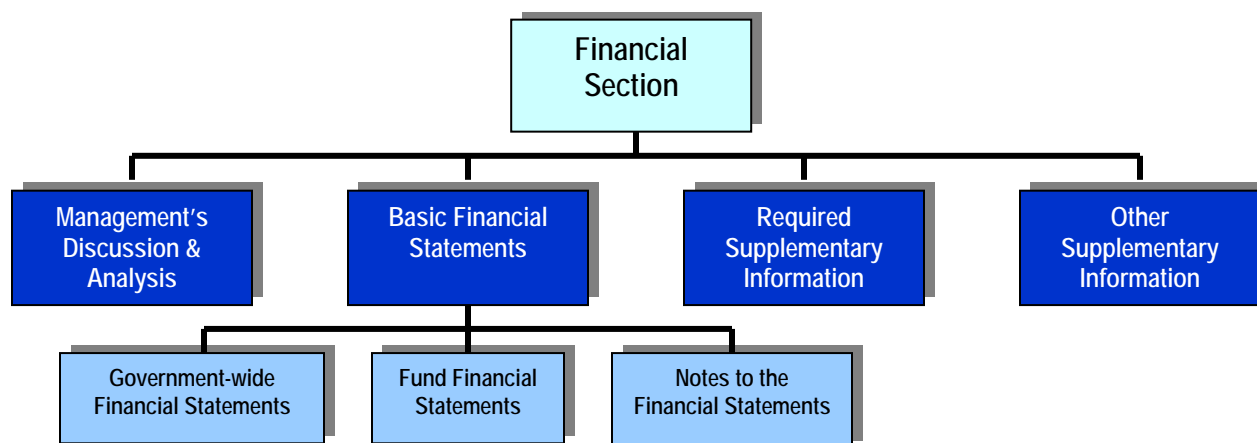 Financial
Section
Management's
Discussion &
Analysis
Basic Financial
Statements
Required
Supplementary
Information
Other
Supplementary
Information
Government-wide
Financial Statements
Fund Financial
Statements
Notes to the
Financial Statements